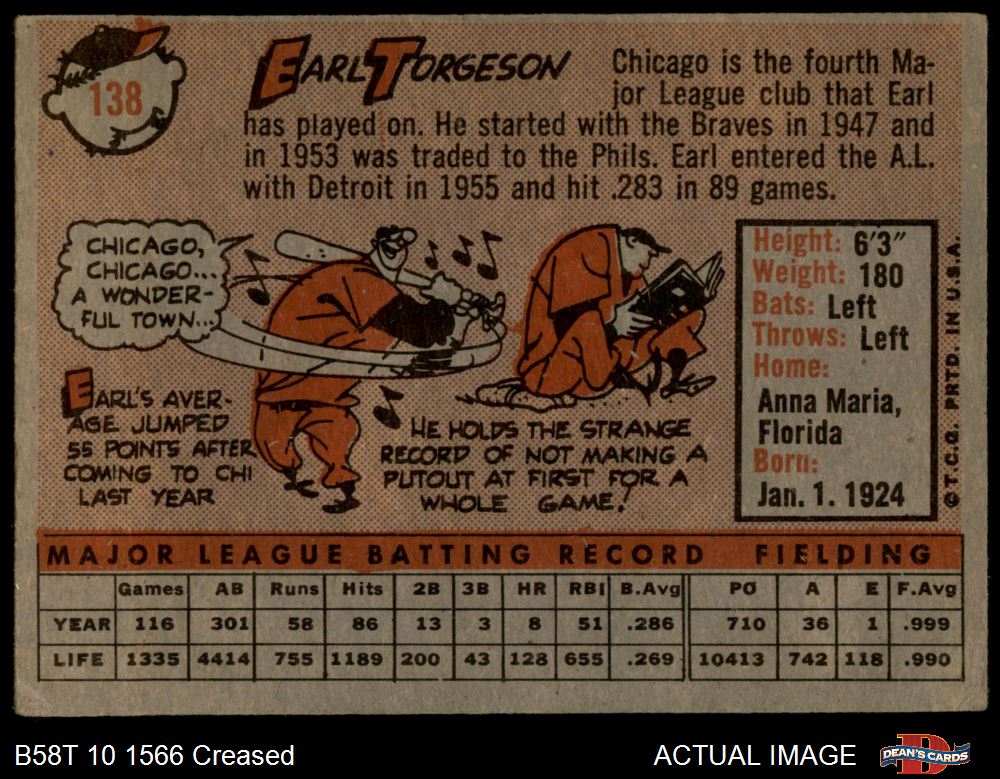 138
EARL TORGESON
Chicago is the fourth Ma-
jor League club that Earl
has played on. He started with the Braves in 1947 and
in 1953 was traded to the Phils. Earl entered the A.L.
with Detroit in 1955 and hit .283 in 89 games.
CHICAGO,
CHICAGO...
A WONDER-
FUL TOWN...
EARL'S AVER-
AGE JUMPED
55 POINTS AFTER
COMING TO CHI
LAST YEAR
HE HOLDS THE STRANGE
RECORD OF NOT MAKING A
PUTOUT AT FIRST FOR A
WHOLE GAME!
Height: 6'3"
Weight: 180
Bats: Left
Throws: Left
Home:
Anna Maria,
Florida
Born:
Jan. 1. 1924
©T.C.G. PRTD. IN U.S.A.
MAJOR LEAGUE BATTING RECORD FIELDING
Games AB Runs Hits 2B 3B HR RBI B.Avg PO A E F.Avg
YEAR 116 301 58 86 13 3 8 51 .286 710 36 1 .999
LIFE 1335 4414 755 1189 200 43 128 655 .269 10413 742 118 .990
B58T 10 1566 Creased
ACTUAL IMAGE
DEAN'S CARDS